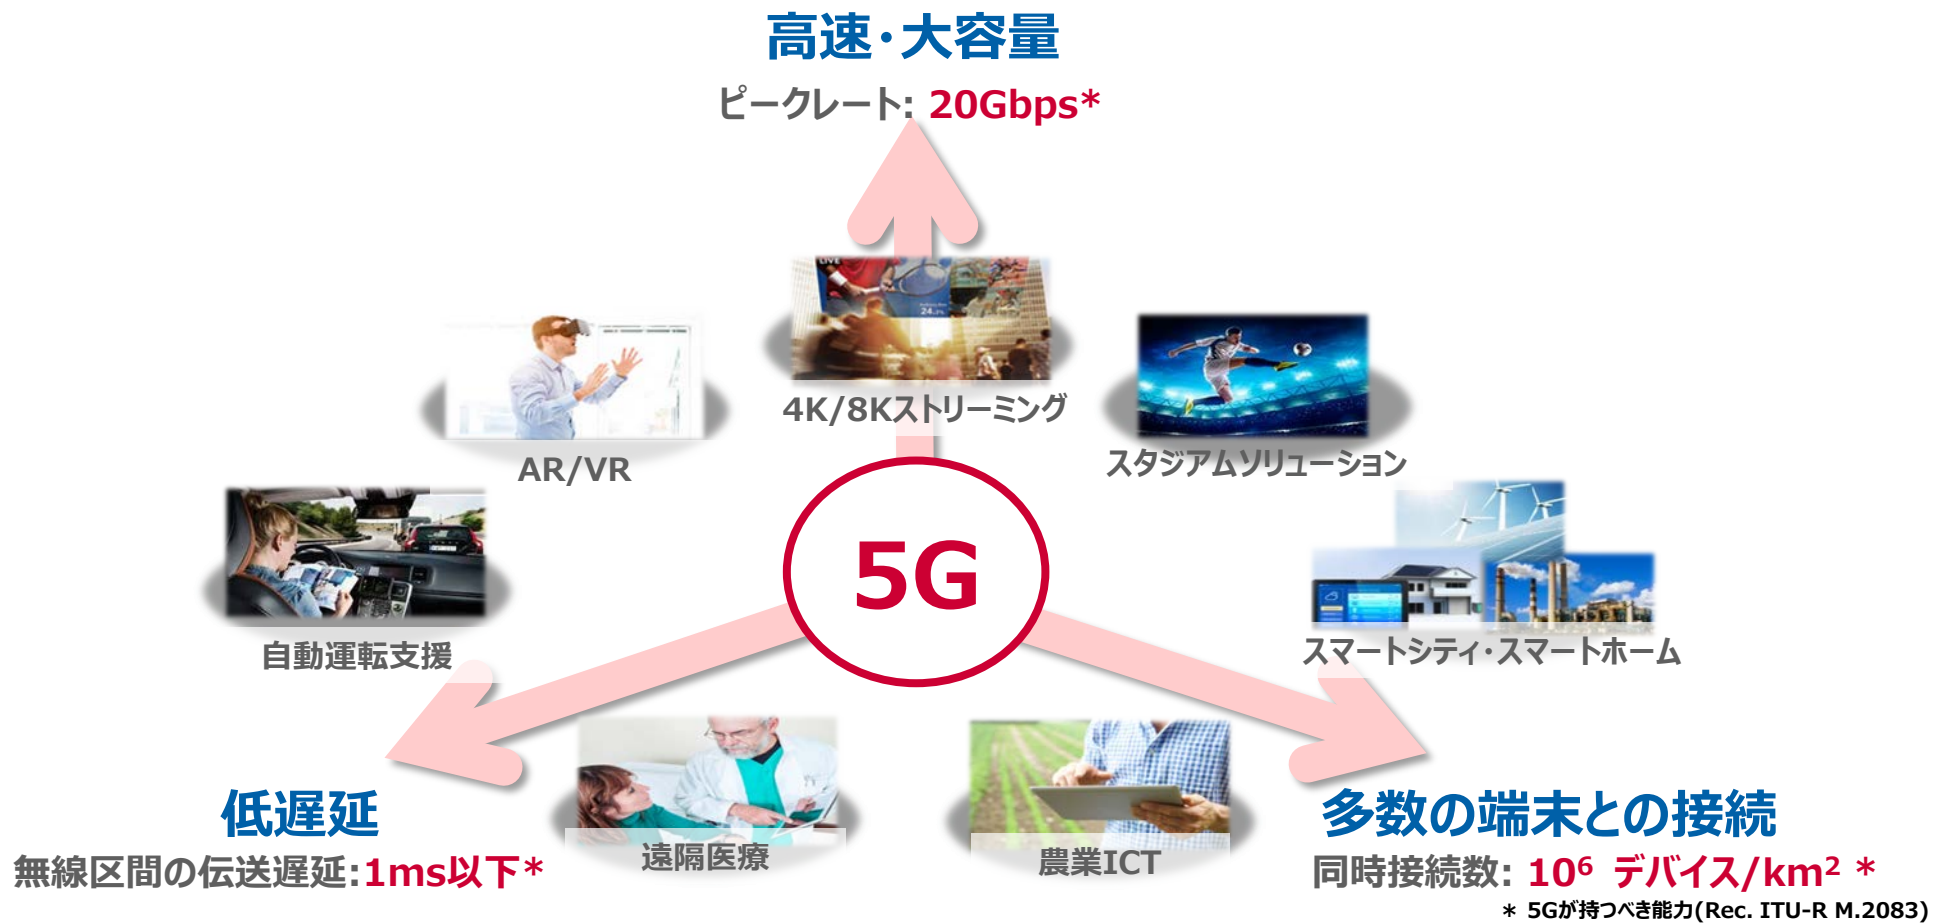 高速・大容量
ピークレート: 20Gbps*
LIVE
4K/8Kストリーミング
AR/VR
スタジアムソリューション
5G
自動運転支援
スマートシティ・スマートホーム
低遅延
無線区間の伝送遅延:1ms以下*
遠隔医療
農業ICT
多数の端末との接続
同時接続数: 10⁶ デバイス/km² *
* 5Gが持つべき能力(Rec. ITU-R M.2083)